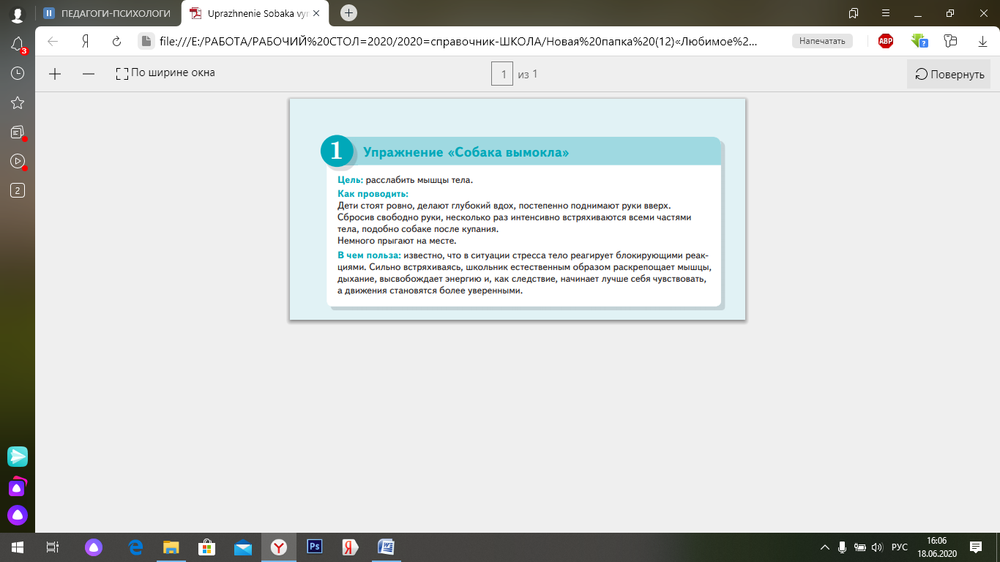 ПЕДАГОГИ-ПСИХОЛОГИ
Uprazhnenie Sobaka vyr
file:///E:/РАБОТА/РАБОЧИЙ%20СТОЛ=2020/2020=справочник-ШКОЛА/Новая%20папка%20(12)«Любимое%2...
Напечатать
ABP
?
3
По ширине окна
1 из 1
Повернуть
2
1
Упражнение «Собака вымокла»
Цель: расслабить мышцы тела.
Как проводить:
Дети стоят ровно, делают глубокий вдох, постепенно поднимают руки вверх.
Сбросив свободно руки, несколько раз интенсивно встряхиваются всеми частями
тела, подобно собаке после купания.
Немного прыгают на месте.
В чем польза: известно, что в ситуации стресса тело реагирует блокирующими реак-
циями. Сильно встряхиваясь, школьник естественным образом раскрепощает мышцы,
дыхание, высвобождает энергию и, как следствие, начинает лучше себя чувствовать,
а движения становятся более уверенными.
Ps
РУС
16:06
18.06.2020